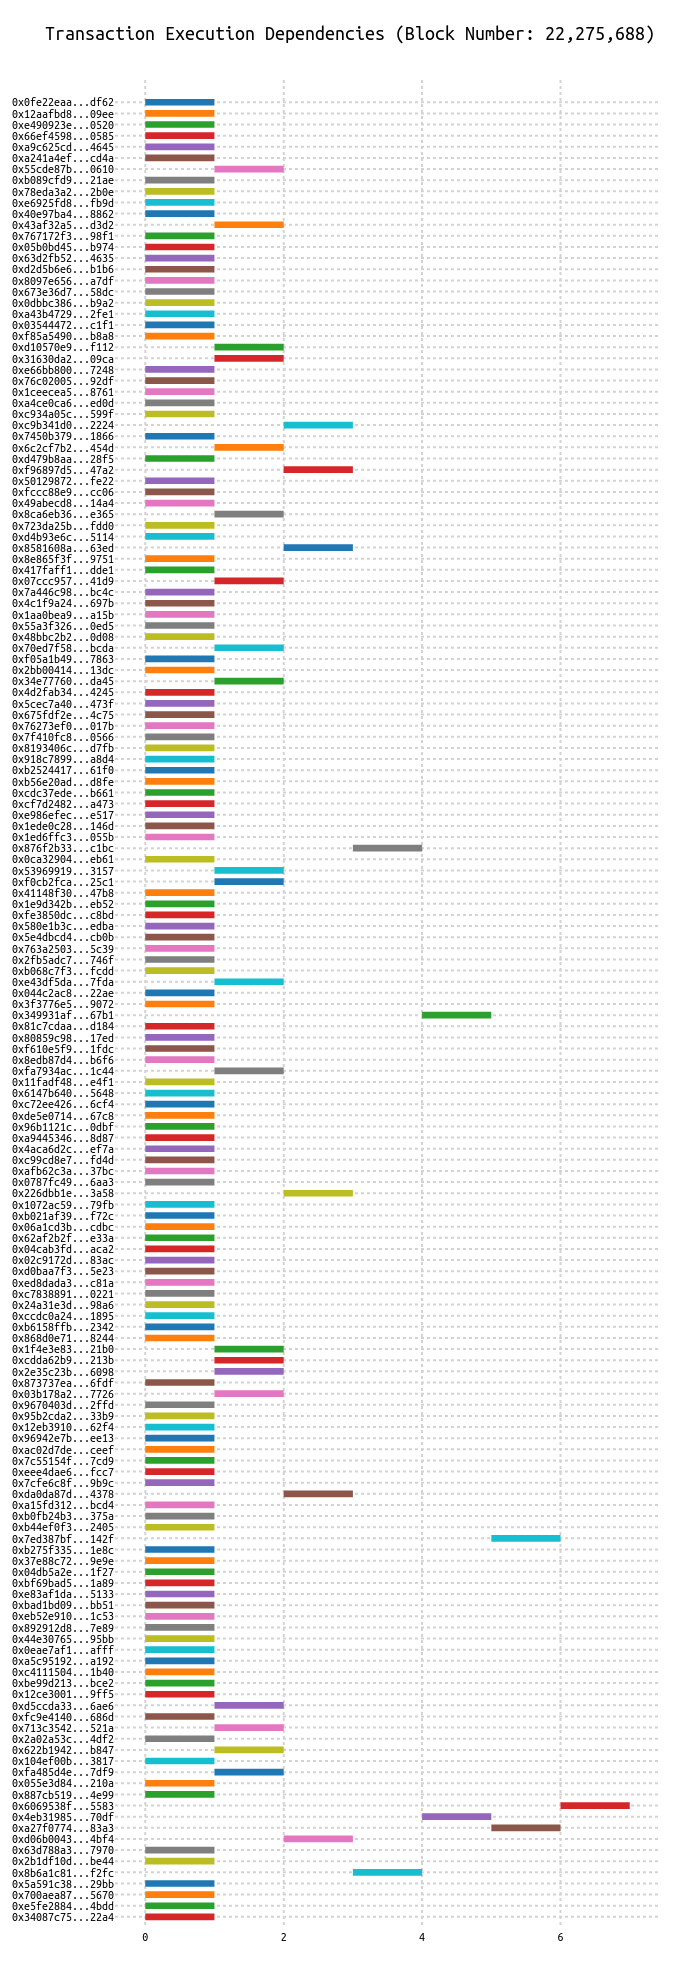 Transaction Execution Dependencies (Block Number: 22,275,688)
0x0fe22eaa...df62
0x12aafbd8...09ee
0xe490923e...0520
0x66ef4598...0585
0xa9c625cd...4645
0xa241a4ef...cd4a
0x55cde87b...0610
0xb089cfd9...21ae
0x78eda3a2...2b0e
0xe6925fd8...fb9d
0x40e97ba4...8862
0x43af32a5...d3d2
0x767172f3...98f1
0x05b0bd45...b974
0x63d2fb52...4635
0xd2d5b6e6...b1b6
0x8097e656...a7df
0x673e36d7...58dc
0x0dbbc386...b9a2
0xa43b4729...2fe1
0x03544472...c1f1
0xf85a5490...b8a8
0xd10570e9...f112
0x31630da2...09ca
0xe66bb800...7248
0x76c02005...92df
0x1ceecea5...8761
0xa4ce0ca6...ed0d
0xc934a05c...599f
0xc9b341d0...2224
0x7450b379...1866
0x6c2cf7b2...454d
0xd479b8aa...28f5
0xf96897d5...47a2
0x50129872...fe22
0xfccc88e9...cc06
0x49abecd8...14a4
0x8ca6eb36...e365
0x723da25b...fdd0
0xd4b93e6c...5114
0x8581608a...63ed
0x8e865f3f...9751
0x417faff1...dde1
0x07ccc957...41d9
0x7a446c98...bc4c
0x4c1f9a24...697b
0x1aa0bea9...a15b
0x55a3f326...0ed5
0x48bbc2b2...0d08
0x70ed7f58...bcda
0xf05a1b49...7863
0x2bb00414...13dc
0x34e77760...da45
0x4d2fab34...4245
0x5cec7a40...473f
0x675fdf2e...4c75
0x76273ef0...017b
0x7f410fc8...0566
0x8193406c...d7fb
0x918c7899...a8d4
0xb2524417...61f0
0xb56e20ad...d8fe
0xcdc37ede...b661
0xcf7d2482...a473
0xe986efec...e517
0x1ede0c28...146d
0x1ed6ffc3...055b
0x876f2b33...c1bc
0x0ca32904...eb61
0x53969919...3157
0xf0cb2fca...25c1
0x41148f30...47b8
0x1e9d342b...eb52
0xfe3850dc...c8bd
0x580e1b3c...edba
0x5e4dbcd4...cb0b
0x763a2503...5c39
0x2fb5adc7...746f
0xb068c7f3...fcdd
0xe43df5da...7fda
0x044c2ac8...22ae
0x3f3776e5...9072
0x349931af...67b1
0x81c7cdaa...d184
0x80859c98...17ed
0xf610e5f9...1fdc
0x8edb87d4...b6f6
0xfa7934ac...1c44
0x11fadf48...e4f1
0x6147b640...5648
0xc72ee426...6cf4
0xde5e0714...67c8
0x96b1121c...0dbf
0xa9445346...8d87
0x4aca6d2c...ef7a
0xc99cd8e7...fd4d
0xafb62c3a...37bc
0x0787fc49...6aa3
0x226dbb1e...3a58
0x1072ac59...79fb
0xb021af39...f72c
0x06a1cd3b...cdbc
0x62af2b2f...e33a
0x04cab3fd...aca2
0x02c9172d...83ac
0xd0baa7f3...5e23
0xed8dada3...c81a
0xc7838891...0221
0x24a31e3d...98a6
0xccdc0a24...1895
0xb6158ffb...2342
0x868d0e71...8244
0x1f4e3e83...21b0
0xcdda62b9...213b
0x2e35c23b...6098
0x873737ea...6fdf
0x03b178a2...7726
0x9670403d...2ffd
0x95b2cda2...33b9
0x12eb3910...62f4
0x96942e7b...ee13
0xac02d7de...ceef
0x7c55154f...7cd9
0xeee4dae6...fcc7
0x7cfe6c8f...9b9c
0xda0da87d...4378
0xa15fd312...bcd4
0xb0fb24b3...375a
0xb44ef0f3...2405
0x7ed387bf...142f
0xb275f335...1e8c
0x37e88c72...9e9e
0x04db5a2e...1f27
0xbf69bad5...1a89
0xe83af1da...5133
0xbad1bd09...bb51
0xeb52e910...1c53
0x892912d8...7e89
0x44e30765...95bb
0x0eae7af1...afff
0xa5c95192...a192
0xc4111504...1b40
0xbe99d213...bce2
0x12ce3001...9ff5
0xd5ccda33...6ae6
0xfc9e4140...686d
0x713c3542...521a
0x2a02a53c...4df2
0x622b1942...b847
0x104ef00b...3817
0xfa485d4e...7df9
0x055e3d84...210a
0x887cb519...4e99
0x6069538f...5583
0x4eb31985...70df
0xa27f0774...83a3
0xd06b0043...4bf4
0x63d788a3...7970
0x2b1df10d...be44
0x8b6a1c81...f2fc
0x5a591c38...29bb
0x700aea87...5670
0xe5fe2884...4bdd
0x34087c75...22a4
0 2 4 6